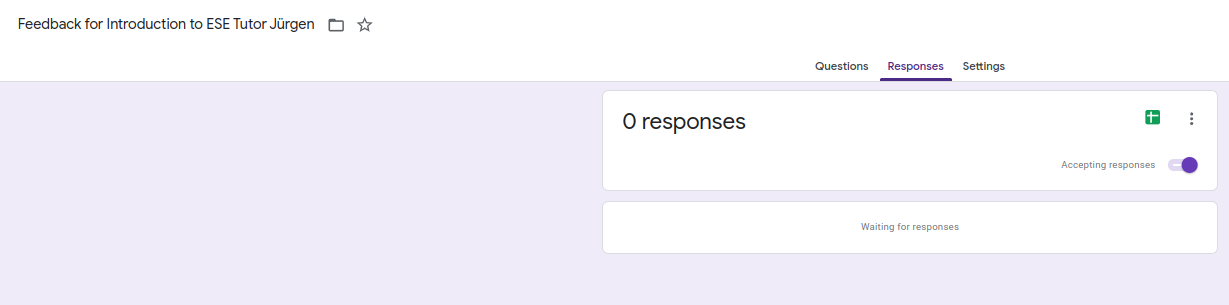 Feedback for Introduction to ESE Tutor Jürgen
Questions Responses Settings
0 responses
Accepting responses
Waiting for responses